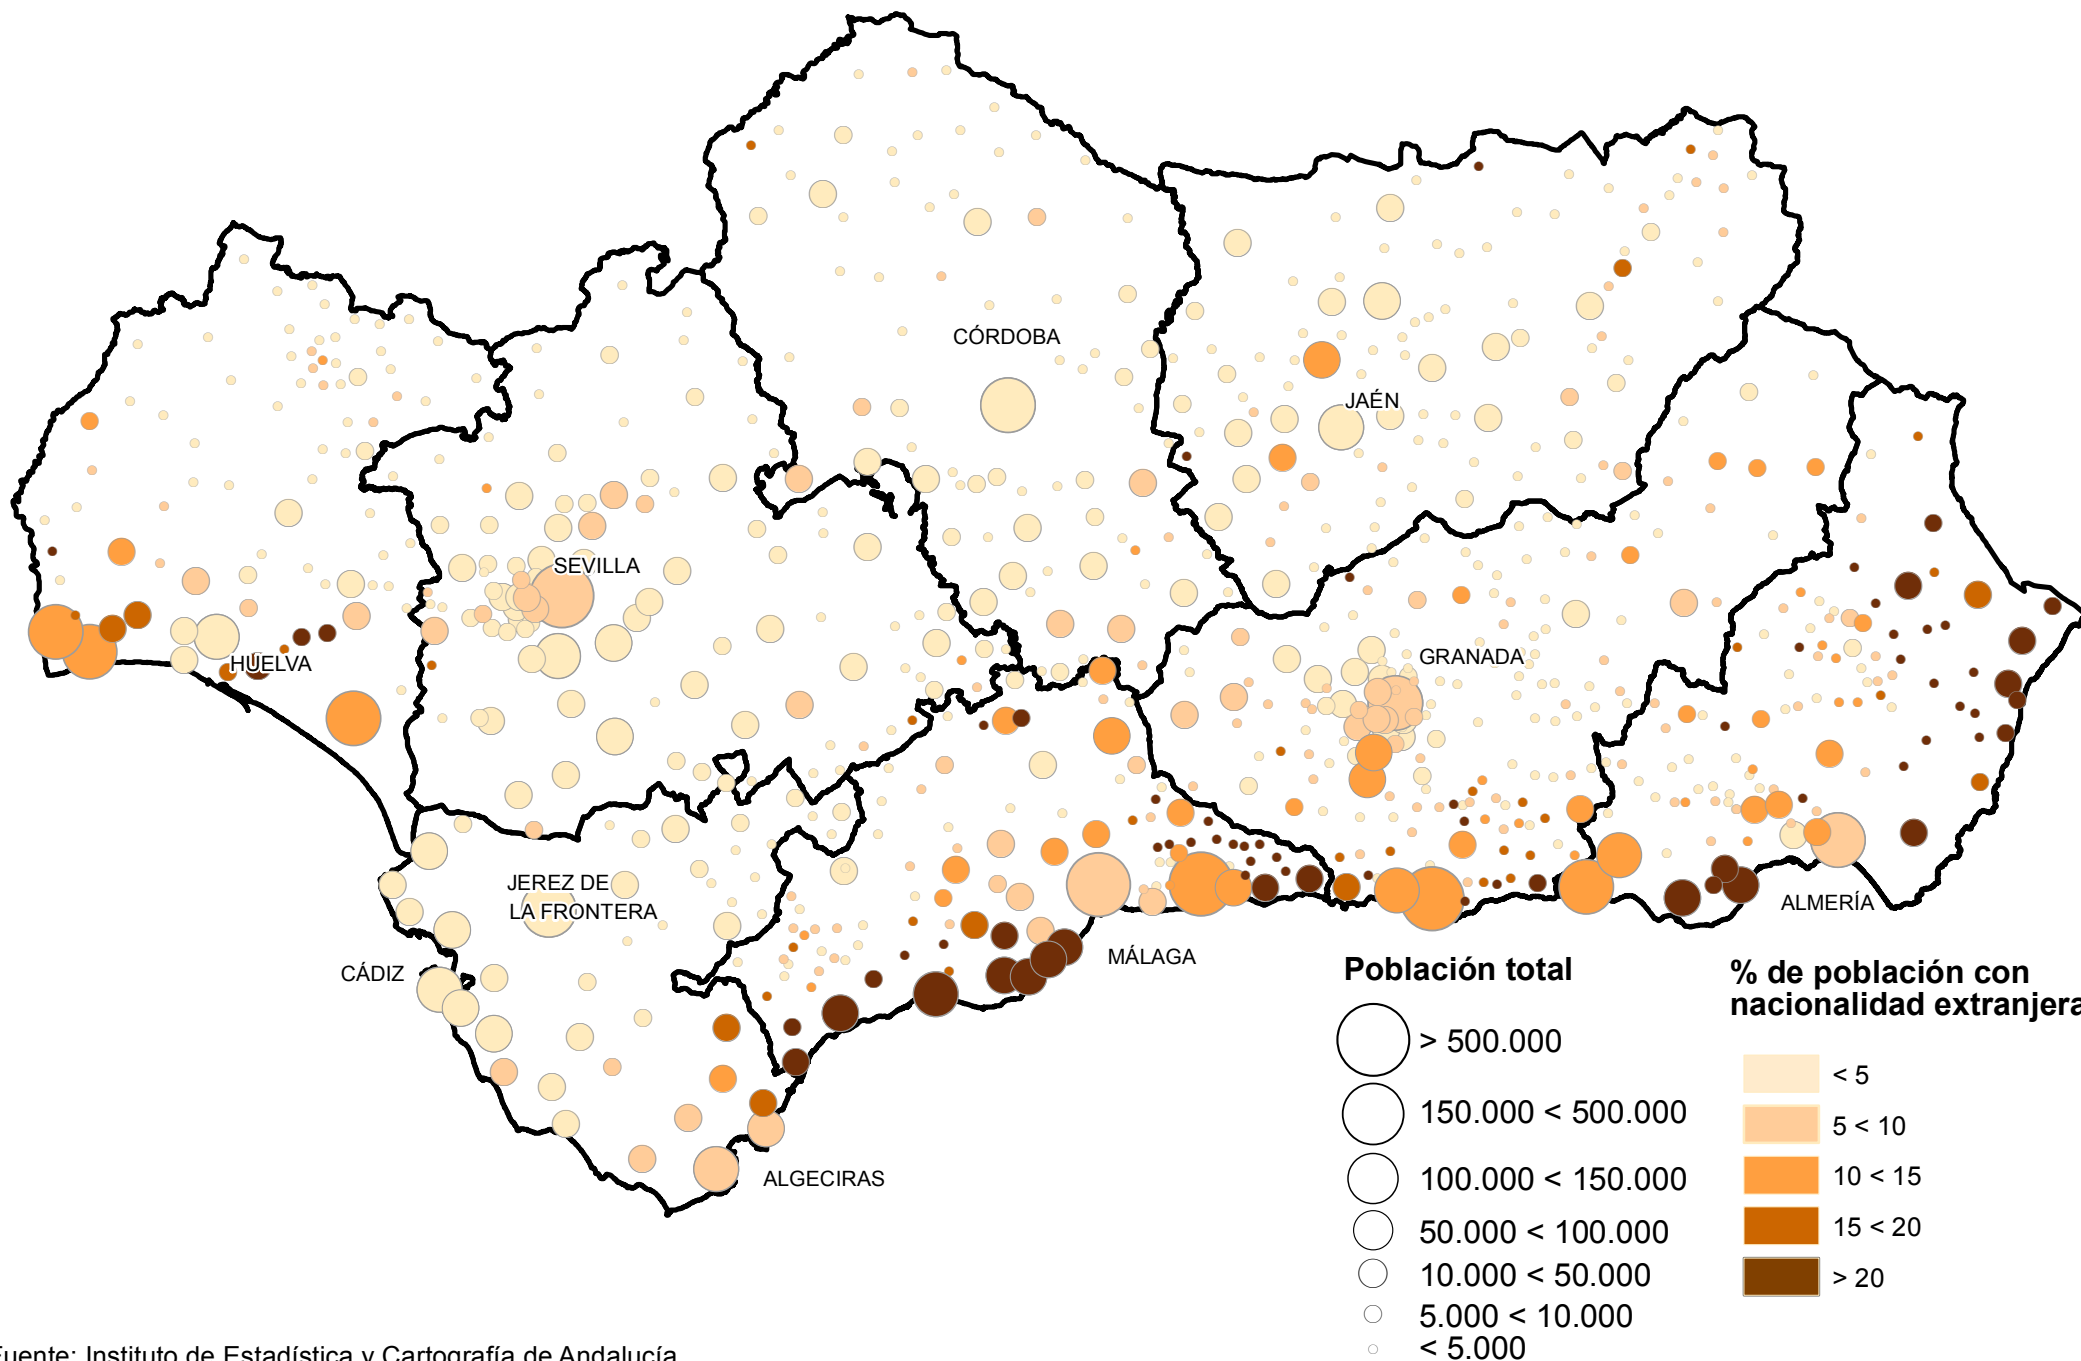 CÓRDOBA
JAÉN
SEVILLA
HUELVA
GRANADA
JEREZ DE
LA FRONTERA
ALMERÍA
MÁLAGA
CÁDIZ
ALGECIRAS
Población total
> 500.000
150.000 < 500.000
100.000 < 150.000
50.000 < 100.000
10.000 < 50.000
5.000 < 10.000
< 5.000
% de población con
nacionalidad extranjera
< 5
5 < 10
10 < 15
15 < 20
> 20
Fuente: Instituto de Estadística y Cartografía de Andalucía